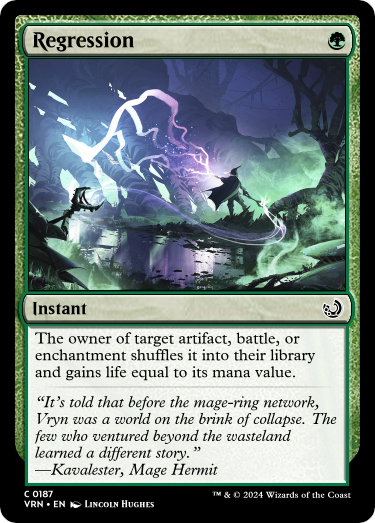 Regression
Instant
The owner of target artifact, battle, or
enchantment shuffles it into their library
and gains life equal to its mana value.
“It’s told that before the mage-ring network,
Vryn was a world on the brink of collapse. The
few who ventured beyond the wasteland
learned a different story.”
—Kavalester, Mage Hermit
C 0187
VRN • EN Lincoln Hughes
™ & © 2024 Wizards of the Coast